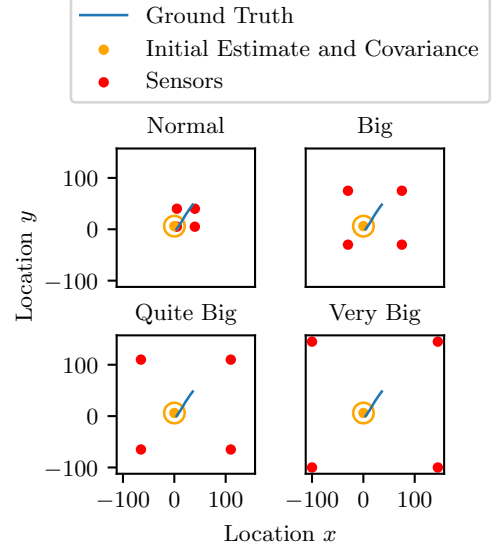 Ground Truth
Initial Estimate and Covariance
Sensors
Normal
Big
100
0
−100
Location y
Quite Big
Very Big
100
0
−100
−100 0 100
−100 0 100
Location x